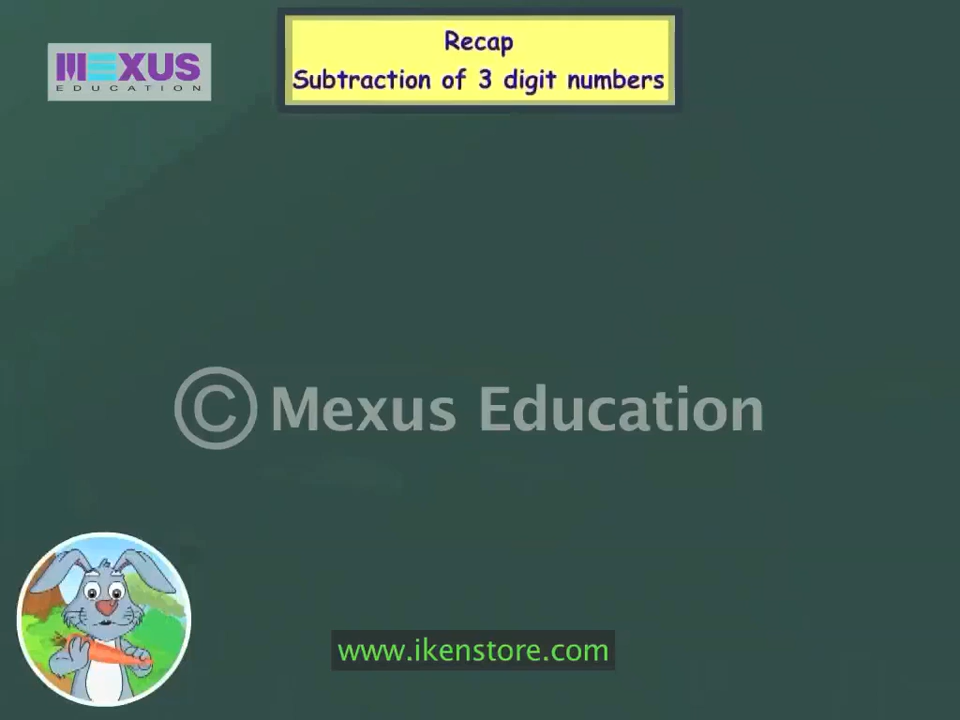 Recap
Subtraction of 3 digit numbers
MEXUS
EDUCATION
© Mexus Education
www.ikenstore.com